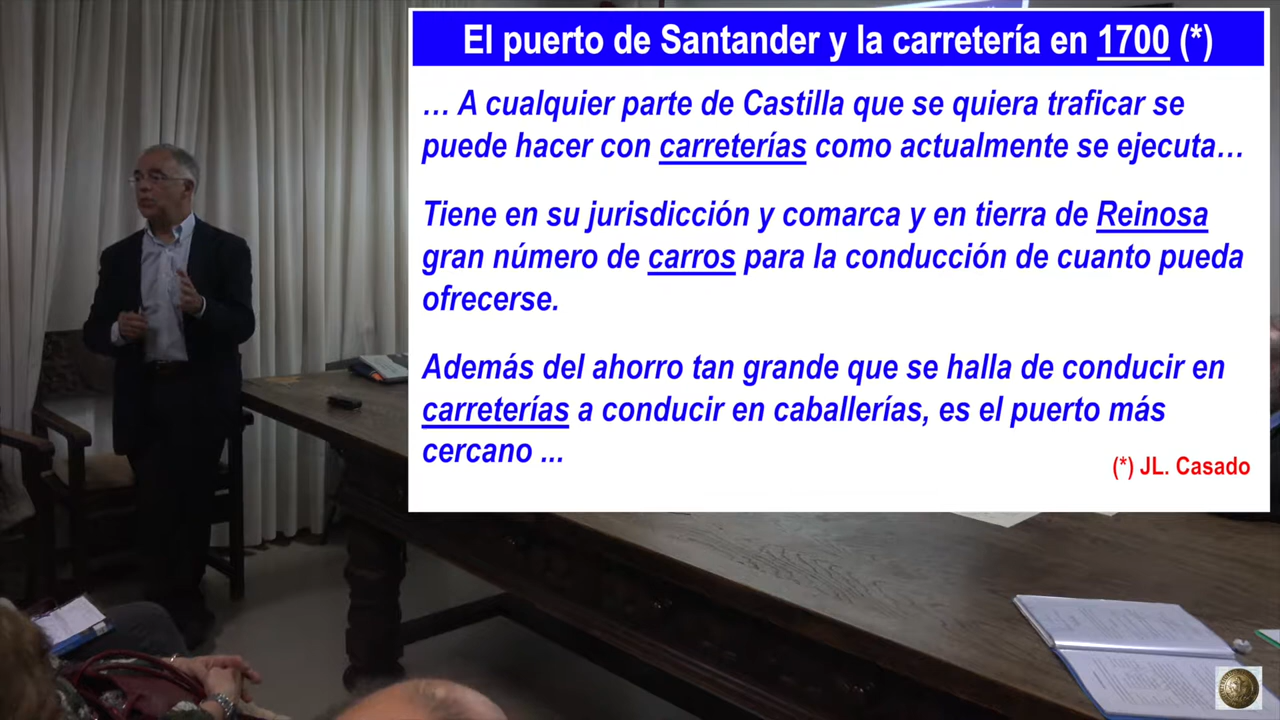 El puerto de Santander y la carretería en 1700 (*)
… A cualquier parte de Castilla que se quiera traficar se
puede hacer con carreterías como actualmente se ejecuta…
Tiene en su jurisdicción y comarca y en tierra de Reinosa
gran número de carros para la conducción de cuanto pueda
ofrecerse.
Además del ahorro tan grande que se halla de conducir en
carreterías a conducir en caballerías, es el puerto más
cercano ...
(*) JL. Casado